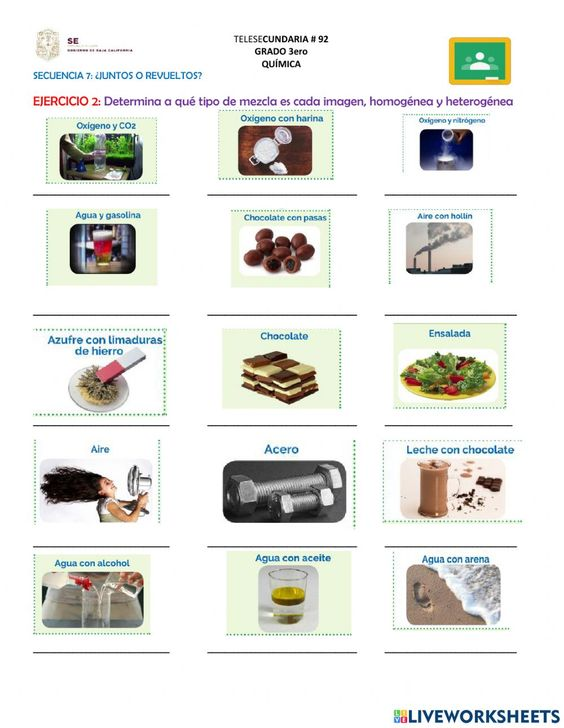 SE
GOBIERNO DE BAJA CALIFORNIA
TELESECUNDARIA # 92
GRADO 3ero
QUÍMICA
SECUENCIA 7: ¿JUNTOS O REVUELTOS?
EJERCICIO 2: Determina a qué tipo de mezcla es cada imagen, homogénea y heterogénea
Oxígeno y CO2
Oxígeno con harina
Oxígeno y nitrógeno
Agua y gasolina
Chocolate con pasas
Aire con hollín
Azufre con limaduras
de hierro
Chocolate
Ensalada
Aire
Acero
Leche con chocolate
Agua con alcohol
Agua con aceite
Agua con arena
LIVEWORKSHEETS